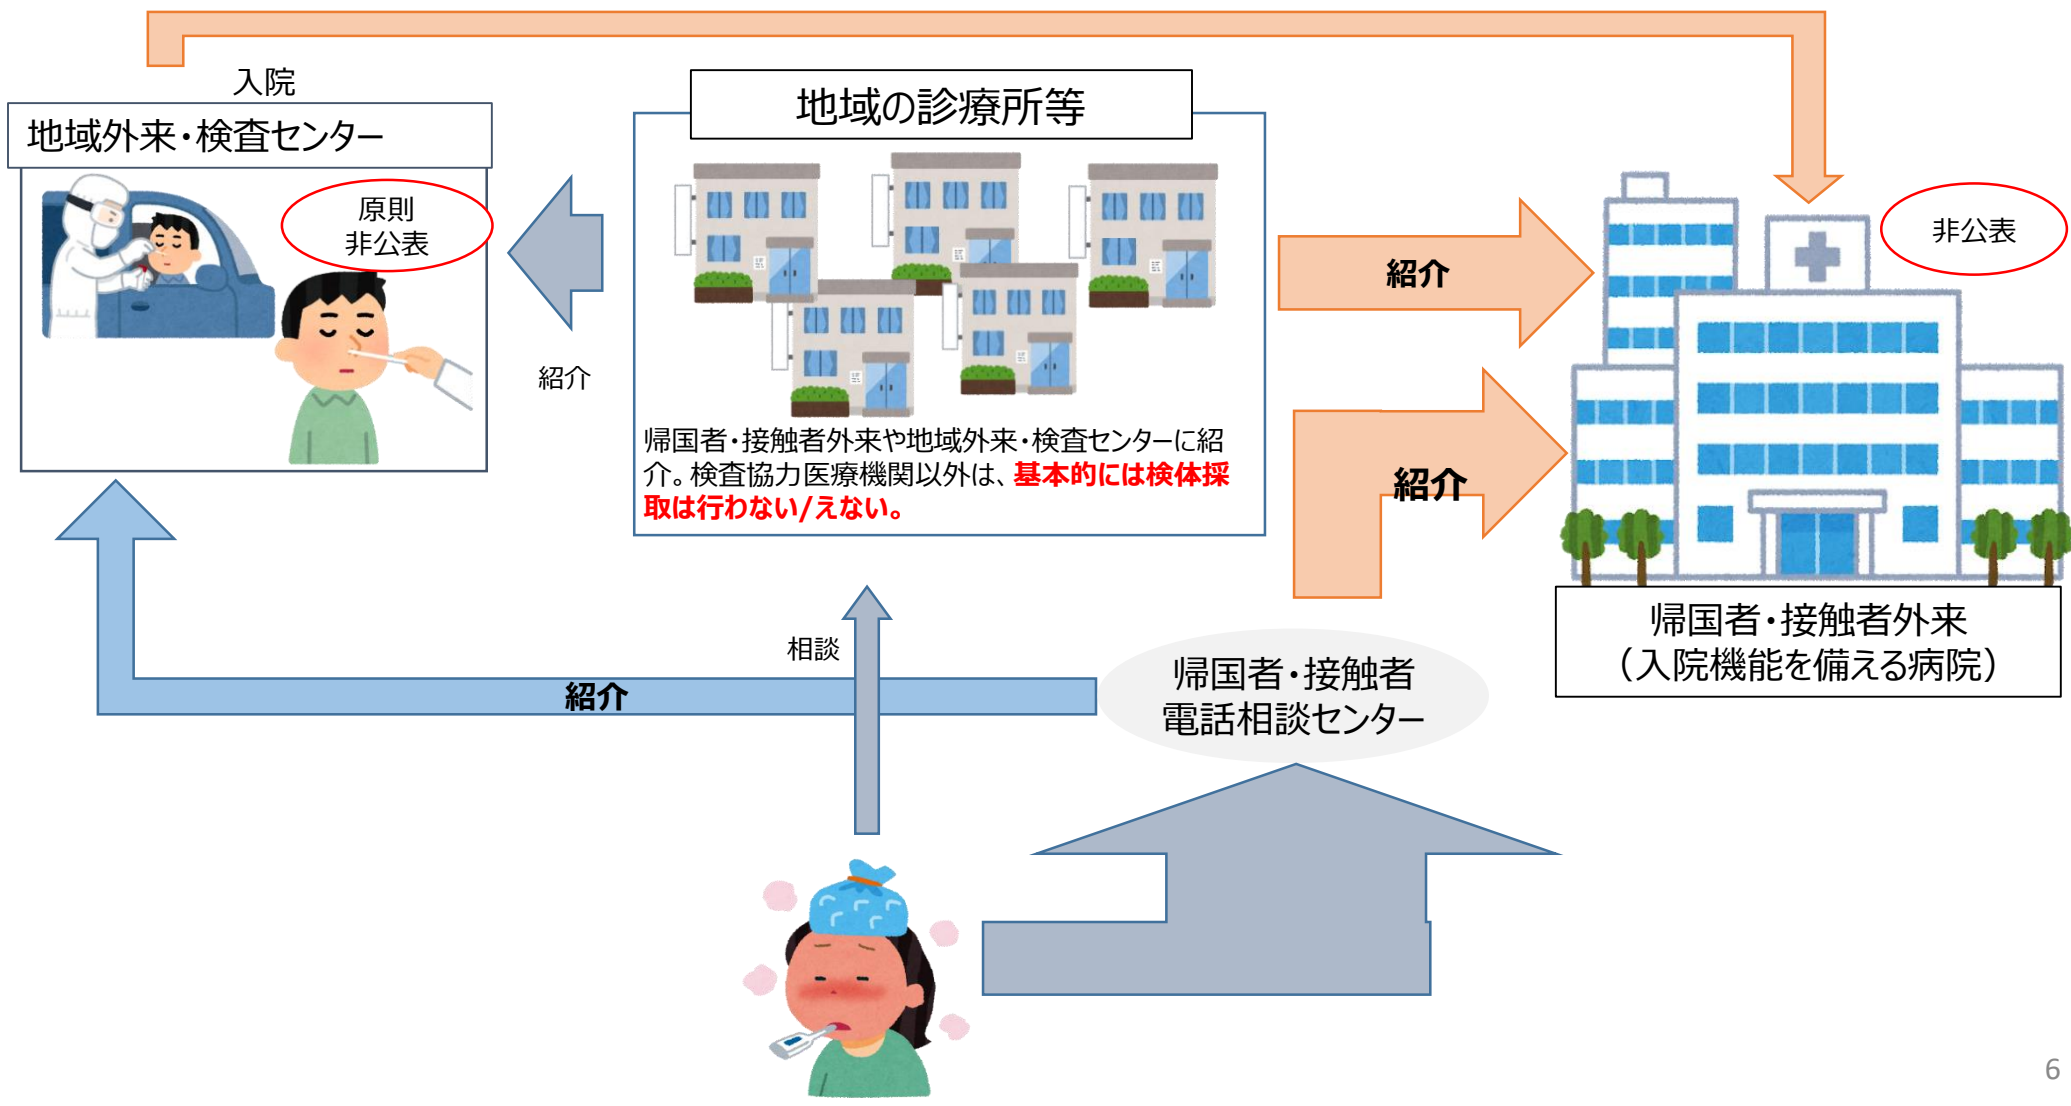 入院
地域外来・検査センター
原則
非公表
紹介
地域の診療所等
帰国者・接触者外来や地域外来・検査センターに紹
介。検査協力医療機関以外は、基本的には検体採
取は行わない/えない。
紹介
紹介
非公表
帰国者・接触者外来
（入院機能を備える病院）
相談
紹介
帰国者・接触者
電話相談センター
6